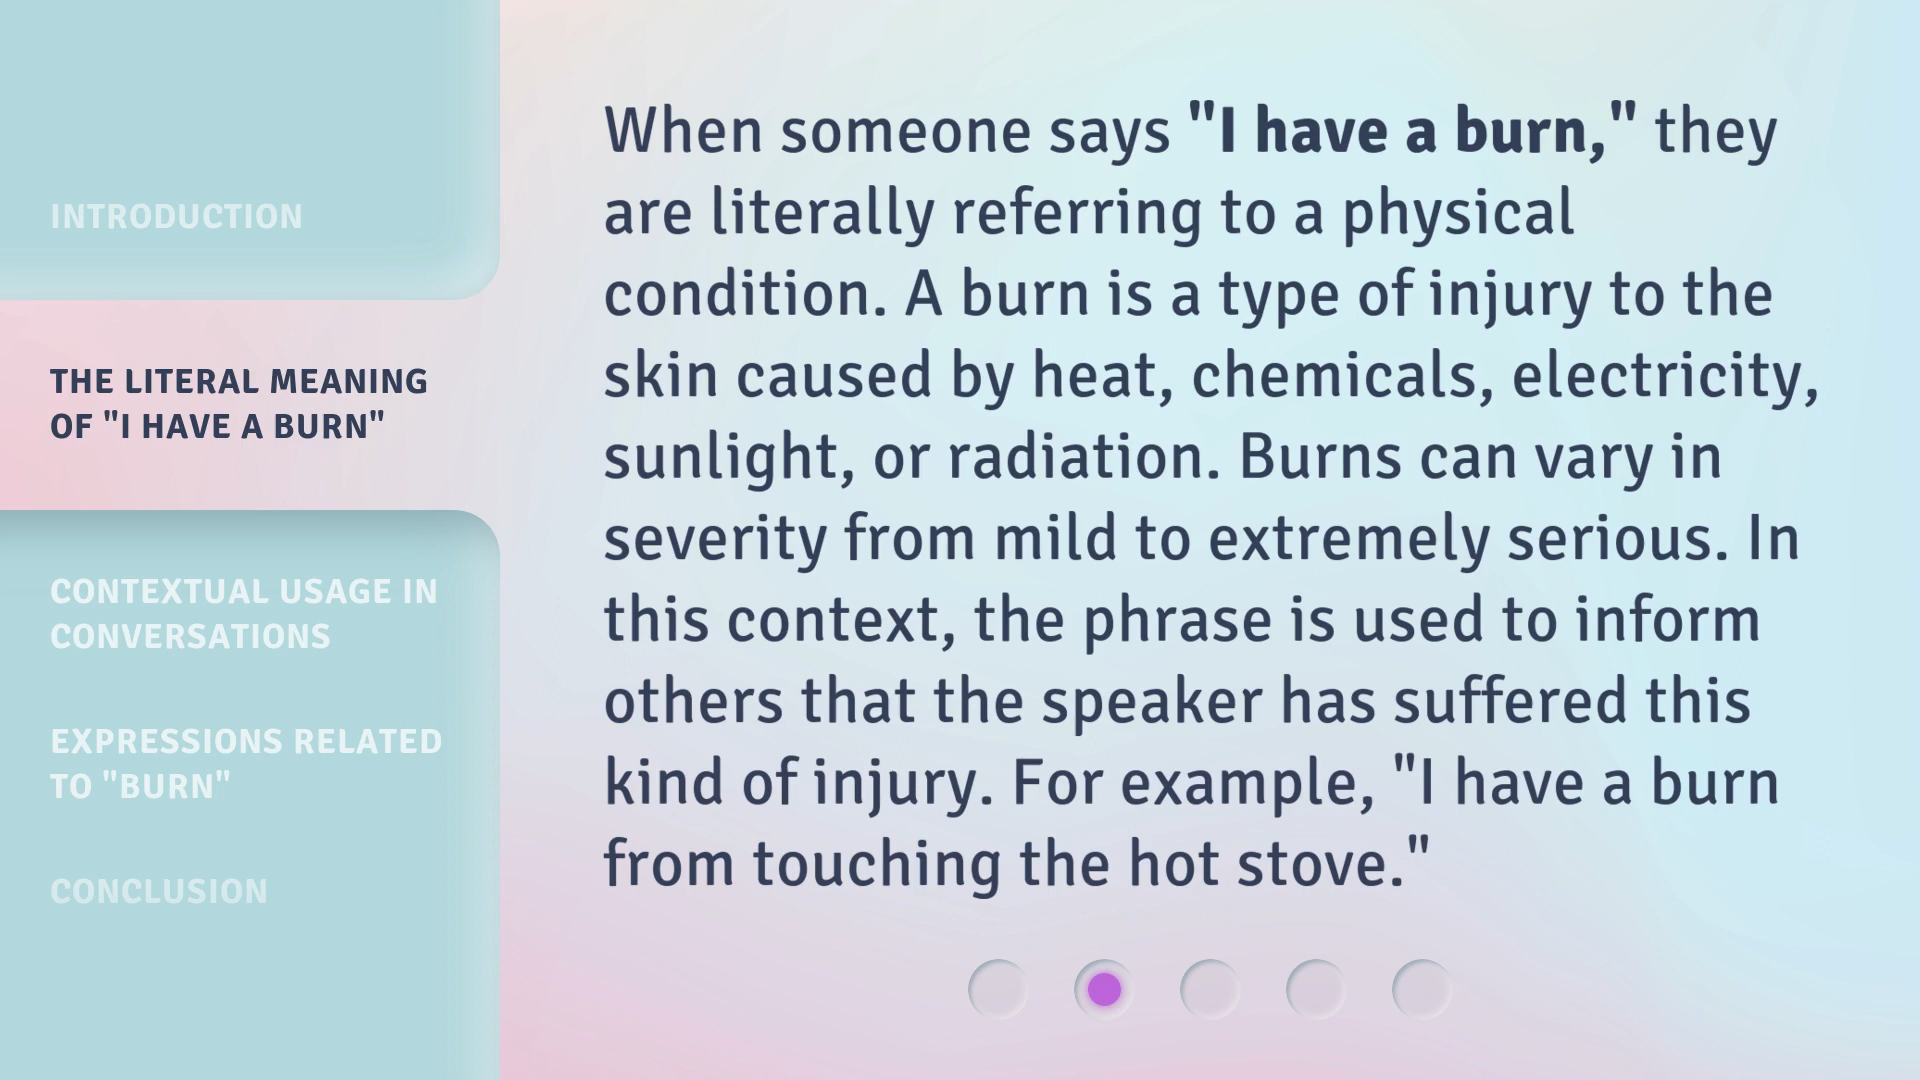 INTRODUCTION
THE LITERAL MEANING
OF "I HAVE A BURN"
CONTEXTUAL USAGE IN
CONVERSATIONS
EXPRESSIONS RELATED
TO "BURN"
CONCLUSION
When someone says "I have a burn," they
are literally referring to a physical
condition. A burn is a type of injury to the
skin caused by heat, chemicals, electricity,
sunlight, or radiation. Burns can vary in
severity from mild to extremely serious. In
this context, the phrase is used to inform
others that the speaker has suffered this
kind of injury. For example, "I have a burn
from touching the hot stove."